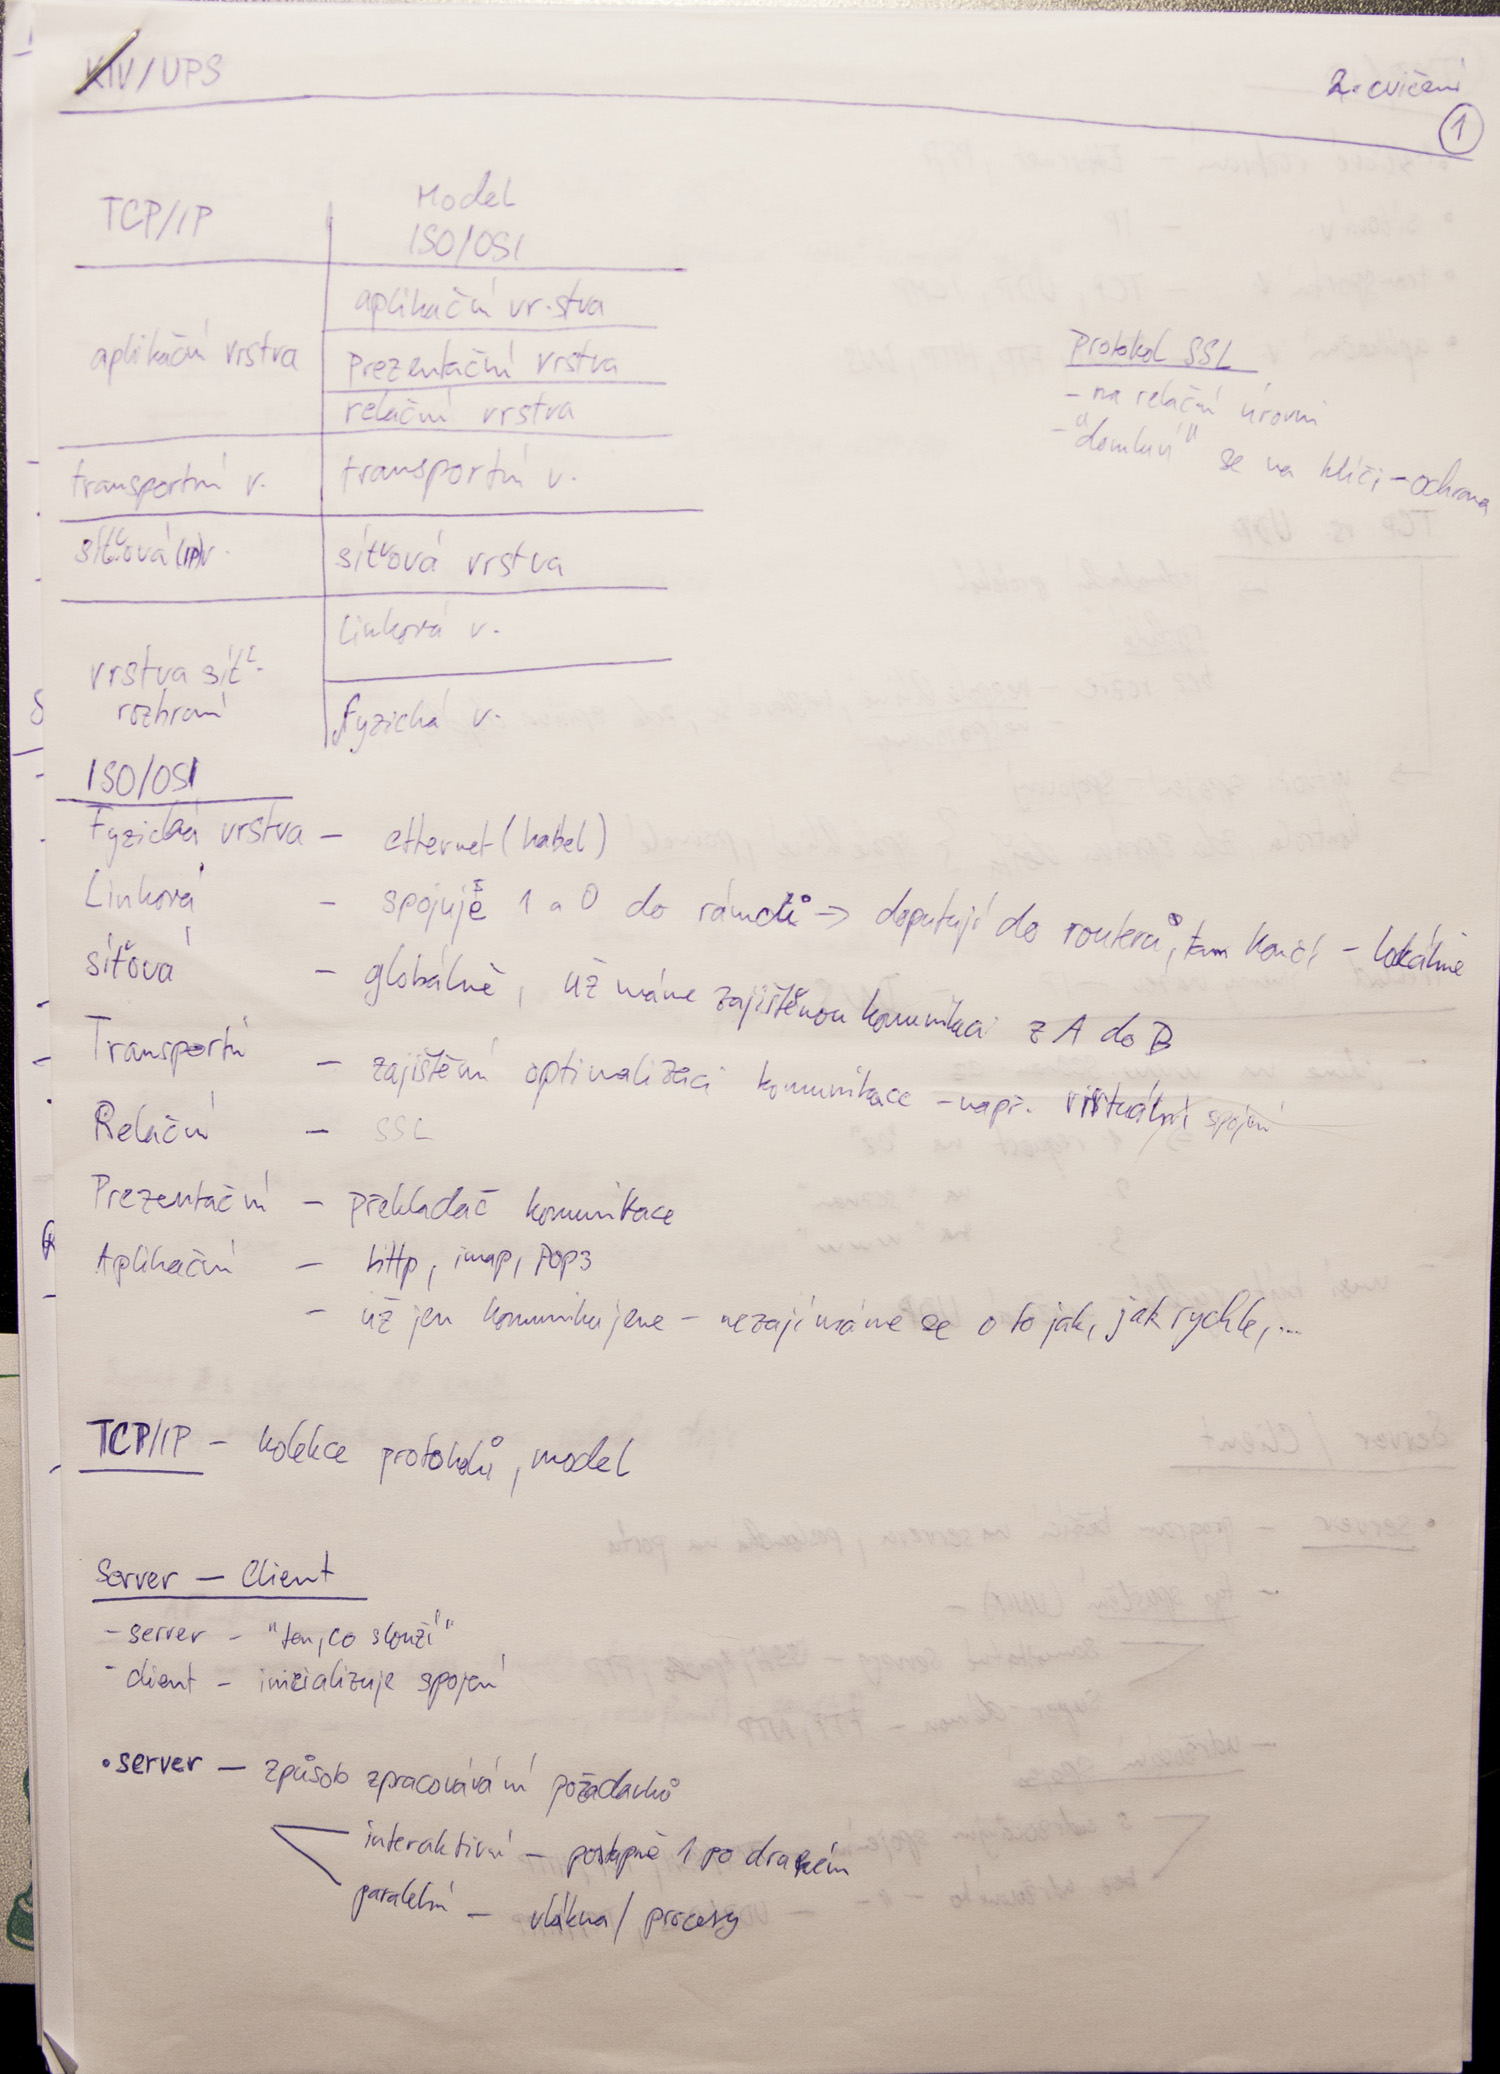 KIV/UPS
2. cvičení
1
TCP/IP
Model
ISO/OSI
aplikační vrstva
aplikační vrstva
prezentační vrstva
relační vrstva
transportní v.
transportní v.
síťová (IP) v.
síťová vrstva
vrstva síť.
rozhraní
Linková v.
fyzická v.
Protokol SSL
- na relační úrovni
- "domluví" se na klíči - ochrana
ISO/OSI
Fyzická vrstva - ethernet (kabel)
Linková - spojuje 1 a 0 do rámců -> doputují do routerů, tam končí - lokálně
síťová - globálně, už máme zajištěnou komunikaci z A do B
Transportní - zajištění optimalizaci komunikace - např. virtuální spojení
Relační - SSL
Prezentační - překladač komunikace
Aplikační - http, imap, pop3
- už jen komunikujeme - nezajímáme se o to jak, jak rychle,...
TCP/IP - kolekce protokolů, model
Server - Client
- server - "ten, co slouží"
- client - inicializuje spojení
• server - způsob zpracovávání požadavků
interaktivní - postupně 1 po druhém
paralelní - vlákna / procesy